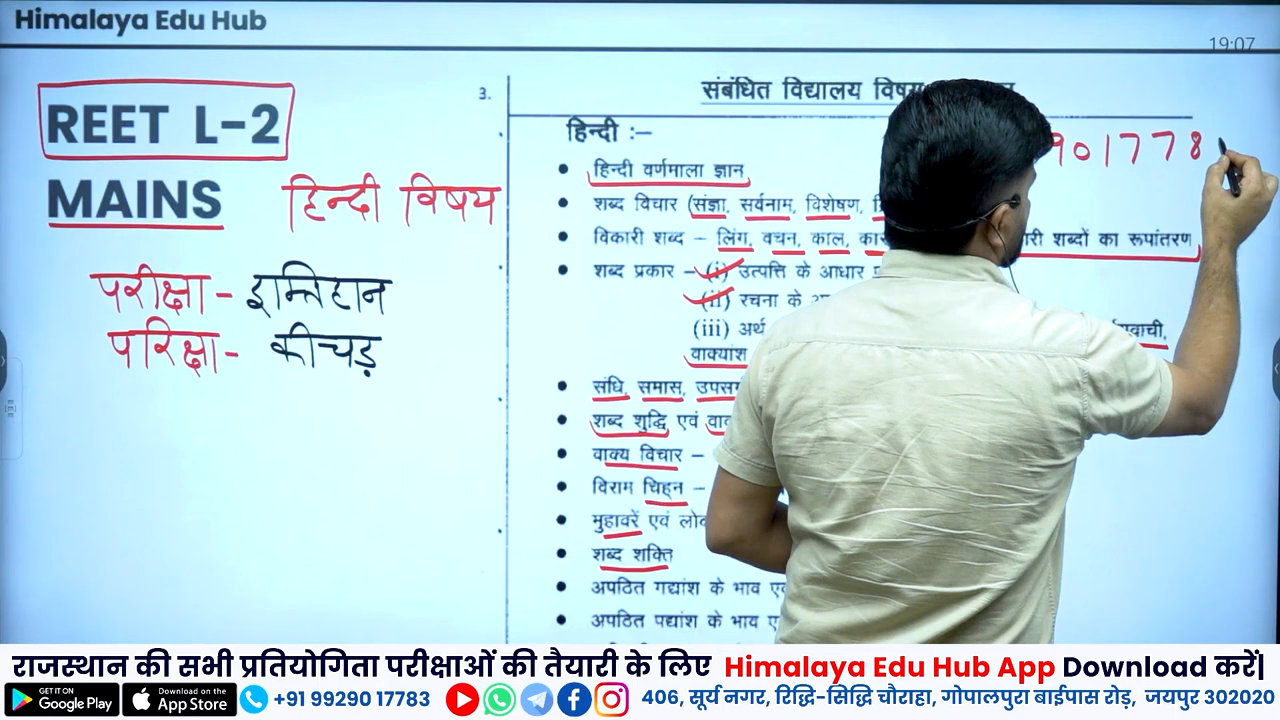 Himalaya Edu Hub
19:07
REET L-2
MAINS हिन्दी विषय
परीक्षा - इम्तिहान
परिक्षा - कीचड़
3.
संबंधित विद्यालय
हिन्दी :-
901778
• हिन्दी वर्णमाला ज्ञान
• शब्द विचार (संज्ञा, सर्वनाम, विशेषण,
• विकारी शब्द – लिंग, वचन, काल, शब्दों का रूपांतरण
• शब्द प्रकार – (i) उत्पत्ति के आधार
(ii) रचना के
(iii) अर्थ
वाक्यांश
• संधि, समास,
• शब्द शुद्धि एवं
• वाक्य विचार –
• विराम चिह्न –
• मुहावरें एवं
• शब्द शक्ति
• अपठित गद्यांश के भाव
• अपठित पद्यांश के भाव
राजस्थान की सभी प्रतियोगिता परीक्षाओं की तैयारी के लिए Himalaya Edu Hub App Download करें|
GET IT ON Google Play Download on the App Store +91 99290 17783 406, सूर्य नगर, रिद्धि-सिद्धि चौराहा, गोपालपुरा बाईपास रोड़, जयपुर 302020